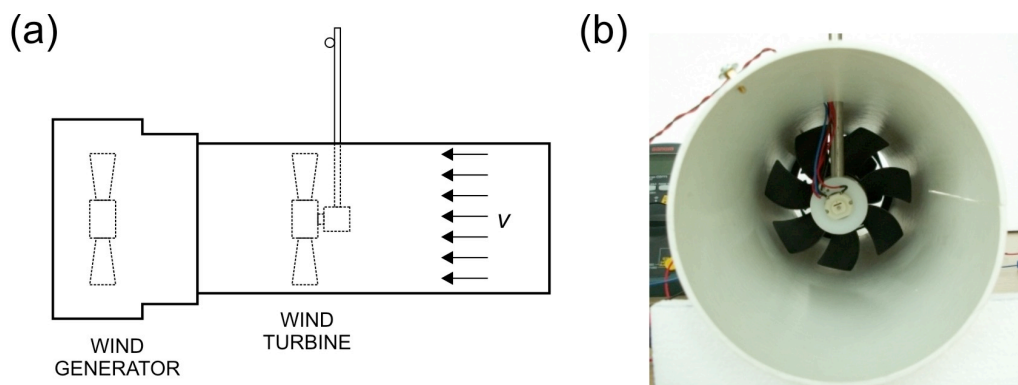 (a)
(b)
v
WIND
TURBINE
WIND
GENERATOR